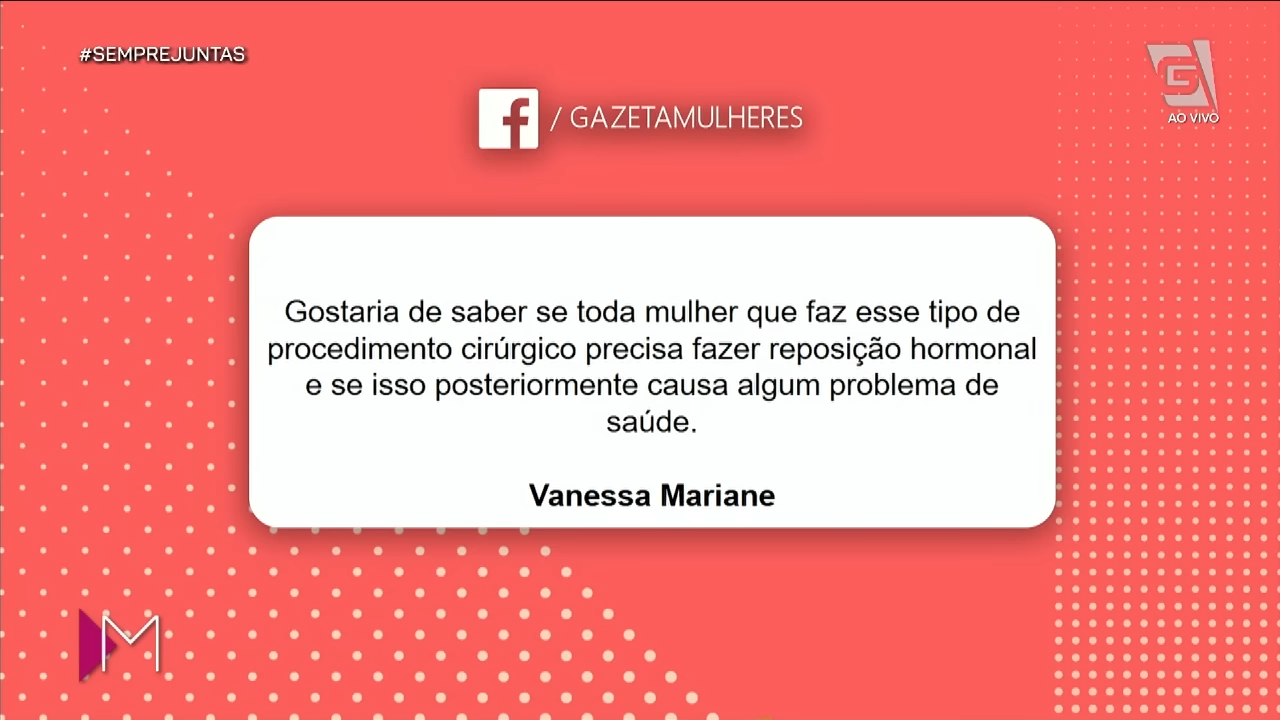 #SEMPREJUNTAS
G
AO VIVO
f / GAZETAMULHERES
Gostaria de saber se toda mulher que faz esse tipo de
procedimento cirúrgico precisa fazer reposição hormonal
e se isso posteriormente causa algum problema de
saúde.
Vanessa Mariane
M